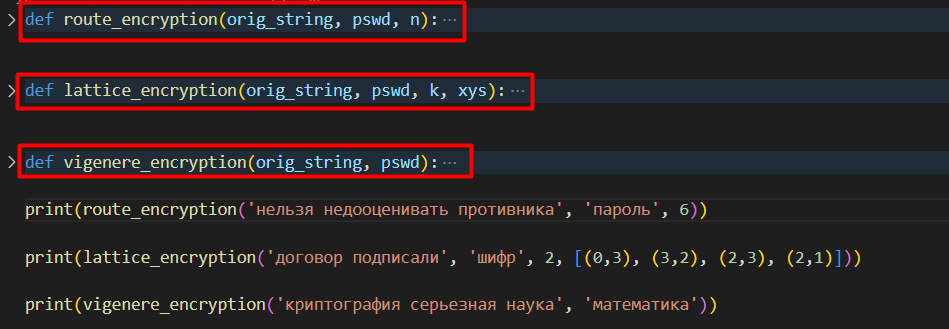 def route_encryption(orig_string, pswd, n):···
def lattice_encryption(orig_string, pswd, k, xys):···
def vigenere_encryption(orig_string, pswd):···
print(route_encryption('нельзя недооценивать противника', 'пароль', 6))
print(lattice_encryption('договор подписали', 'шифр', 2, [(0,3), (3,2), (2,3), (2,1)]))
print(vigenere_encryption('криптография серьезная наука', 'математика'))